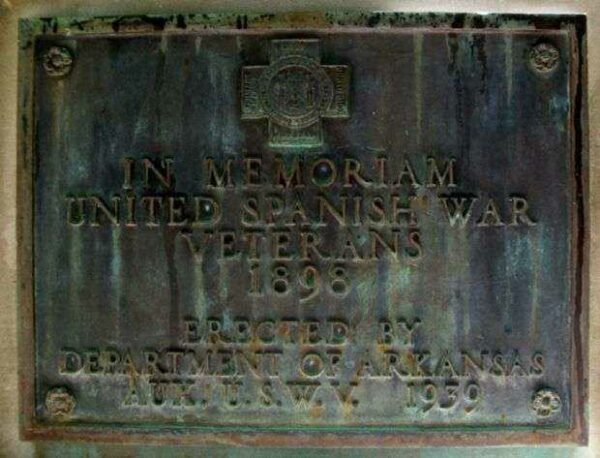 IN MEMORIAM
UNITED SPANISH WAR
VETERANS
1898
ERECTED BY
DEPARTMENT OF ARKANSAS
AUX. U.S.W.V. 1939